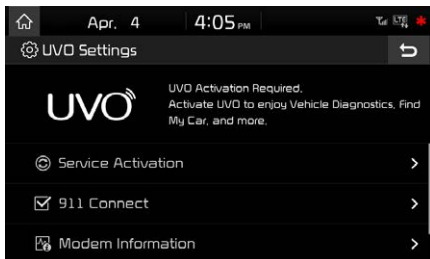 Apr. 4 4:05 PM LTE
UVO Settings
UVO
UVO Activation Required.
Activate UVO to enjoy Vehicle Diagnostics, Find
My Car, and more.
Service Activation
911 Connect
Modem Information